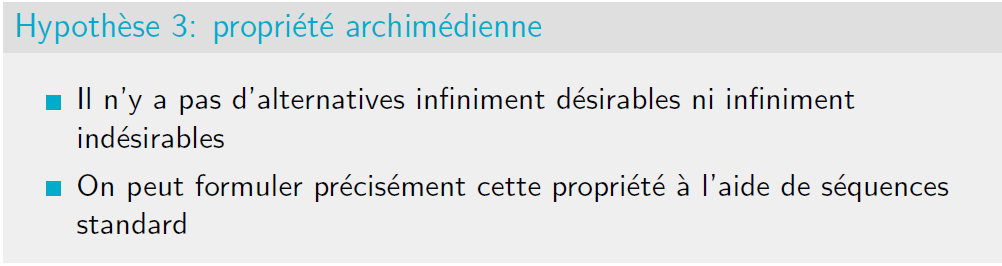 Hypothèse 3: propriété archimédienne
Il n'y a pas d'alternatives infiniment désirables ni infiniment
indésirables
On peut formuler précisément cette propriété à l'aide de séquences
standard